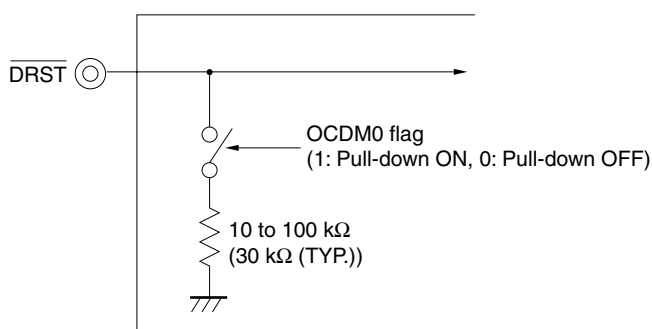 DRST
OCDM0 flag
(1: Pull-down ON, 0: Pull-down OFF)
10 to 100 kΩ
(30 kΩ (TYP.))